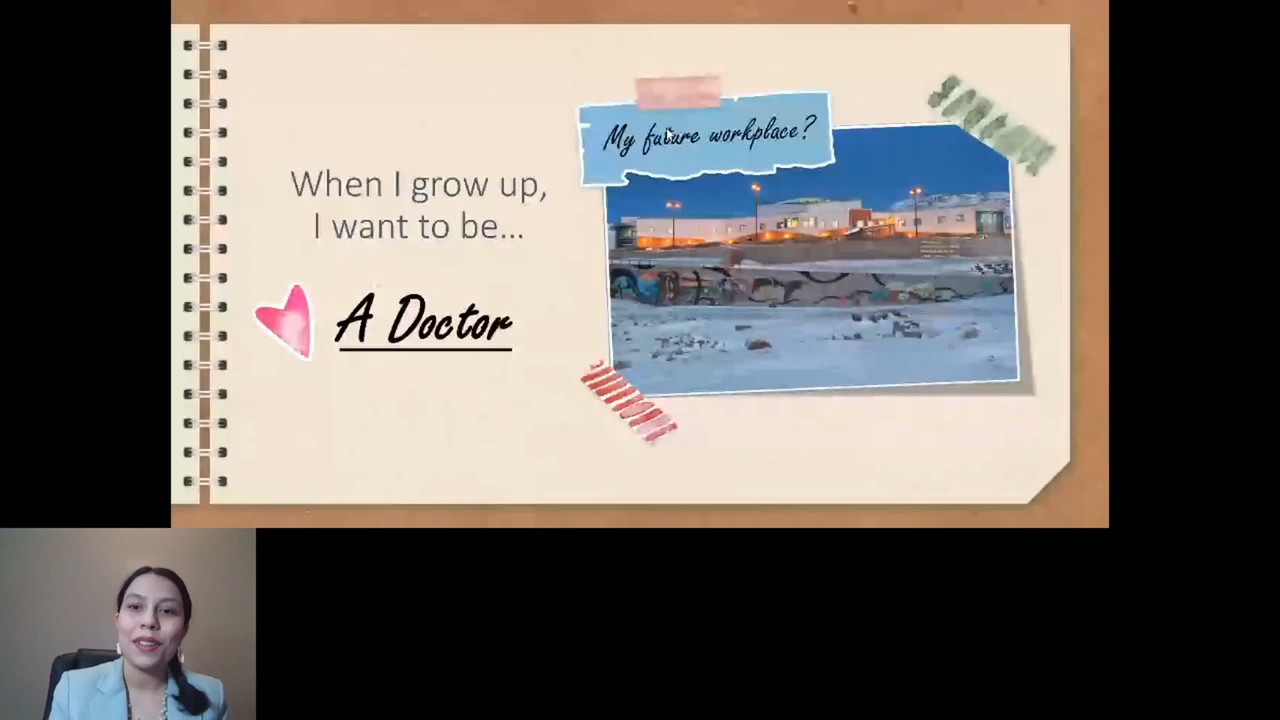 My future workplace?
When I grow up,
I want to be...
A Doctor